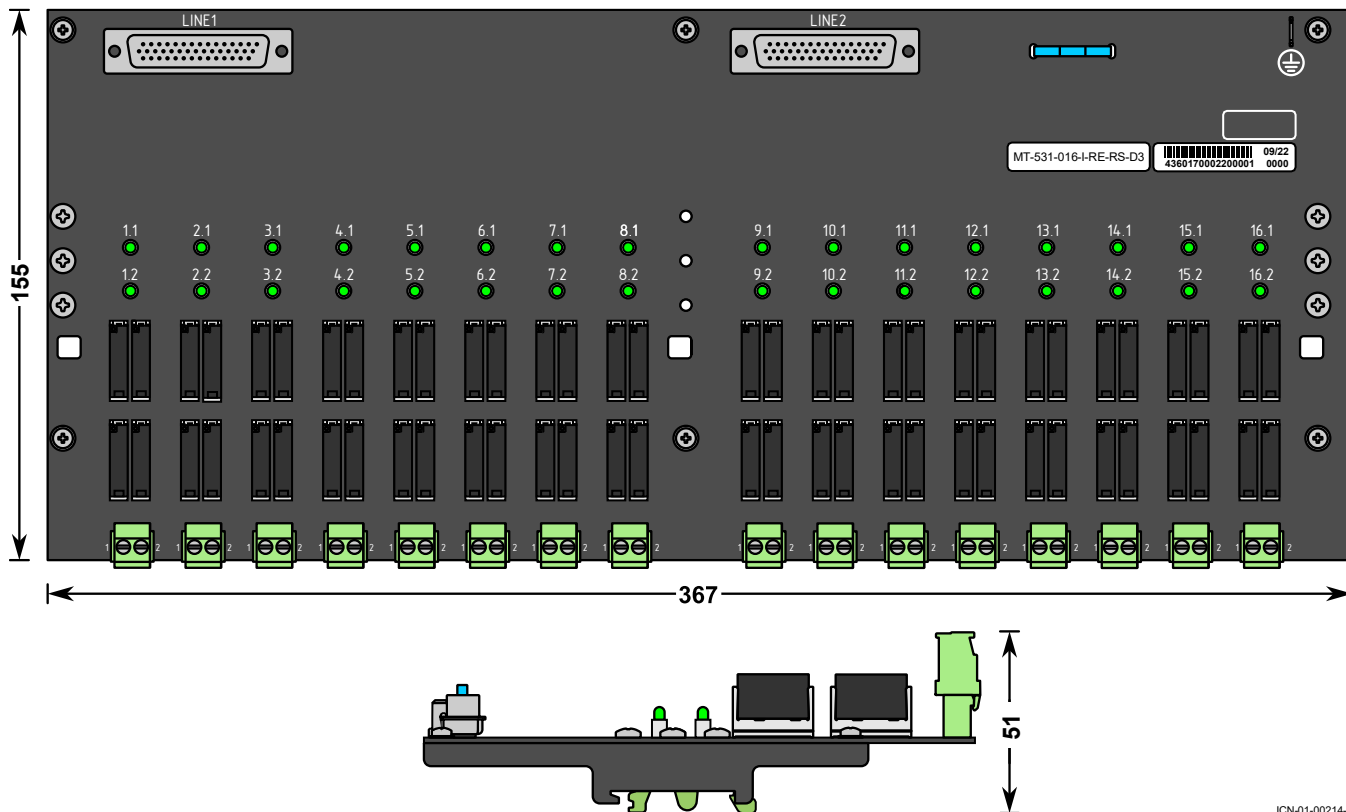 LINE1 LINE2
MT-531-016-I-RE-RS-D3 4360170002200001 09/22 0000
1.1 2.1 3.1 4.1 5.1 6.1 7.1 8.1 9.1 10.1 11.1 12.1 13.1 14.1 15.1 16.1
1.2 2.2 3.2 4.2 5.2 6.2 7.2 8.2 9.2 10.2 11.2 12.2 13.2 14.2 15.2 16.2
155
1 2 1 2 1 2 1 2 1 2 1 2 1 2 1 2 1 2 1 2 1 2 1 2 1 2 1 2 1 2 1 2
367
51
ICN-01-00214-